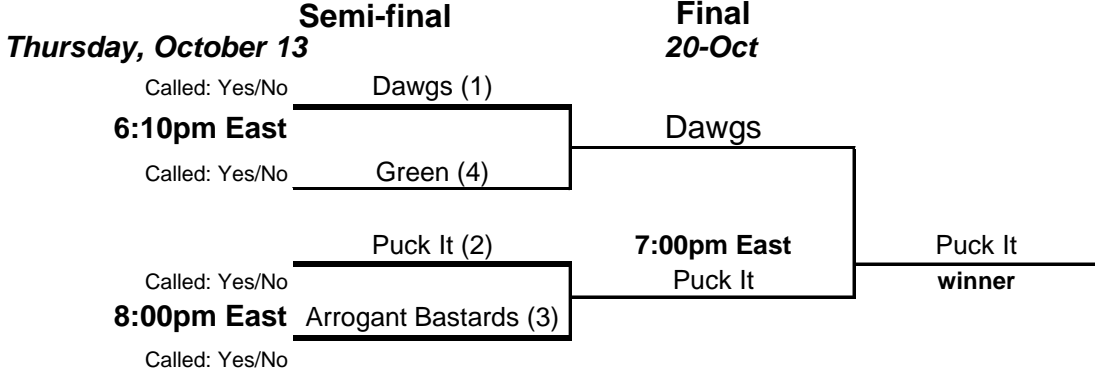 Semi-final Final
Thursday, October 13 20-Oct
Called: Yes/No Dawgs (1)
6:10pm East Dawgs
Called: Yes/No Green (4)
Puck It (2) 7:00pm East Puck It
Called: Yes/No Puck It winner
8:00pm East Arrogant Bastards (3)
Called: Yes/No